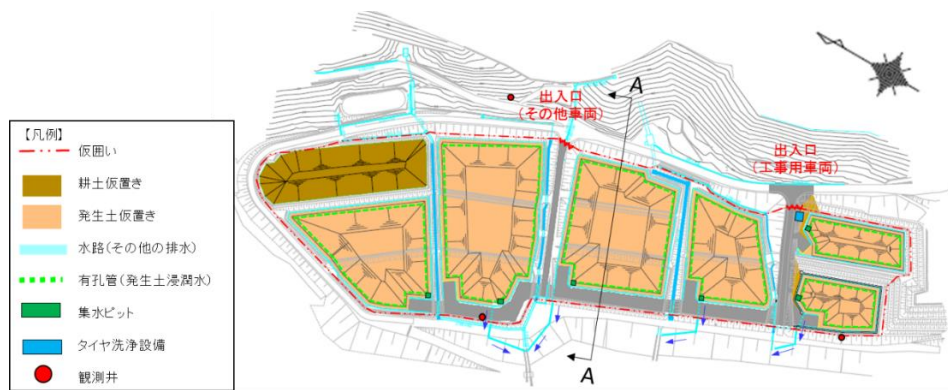 【凡例】
仮囲い
耕土仮置き
発生土仮置き
水路(その他の排水)
有孔管(発生土浸潤水)
集水ピット
タイヤ洗浄設備
観測井
A
出入口
(その他車両)
出入口
(工事用車両)
A